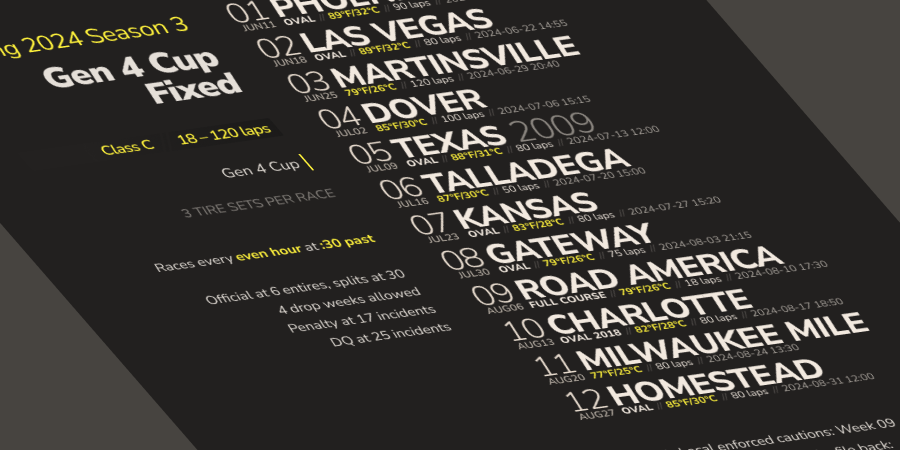 ng 2024 Season 3
Gen 4 Cup
Fixed
Class C 18–120 laps
Gen 4 Cup
3 TIRE SETS PER RACE
Races every even hour at :30 past
Official at 6 entires, splits at 30
4 drop weeks allowed
Penalty at 17 incidents
DQ at 25 incidents
01
JUN11 OVAL // 89°F/32°C // 90 laps
02 LAS VEGAS
JUN18 OVAL // 89°F/32°C // 80 laps // 2024-06-22 14:55
03 MARTINSVILLE
JUN25 79°F/26°C // 120 laps // 2024-06-29 20:40
04 DOVER
JUL02 85°F/30°C // 100 laps // 2024-07-06 15:15
05 TEXAS 2009
JUL09 OVAL // 88°F/31°C // 80 laps // 2024-07-13 12:00
06 TALLADEGA
JUL16 87°F/30°C // 50 laps // 2024-07-20 15:00
07 KANSAS
JUL23 OVAL // 83°F/28°C // 80 laps // 2024-07-27 15:20
08 GATEWAY
JUL30 OVAL // 79°F/26°C // 75 laps // 2024-08-03 21:15
09 ROAD AMERICA
AUG06 FULL COURSE // 79°F/26°C // 18 laps // 2024-08-10 17:30
10 CHARLOTTE
AUG13 OVAL 2018 // 82°F/28°C // 80 laps // 2024-08-17 18:50
11 MILWAUKEE MILE
AUG20 77°F/25°C // 80 laps // 2024-08-24 13:30
12 HOMESTEAD
AUG27 OVAL // 85°F/30°C // 80 laps // 2024-08-31 12:00
cal enforced cautions: Week 09
file back: